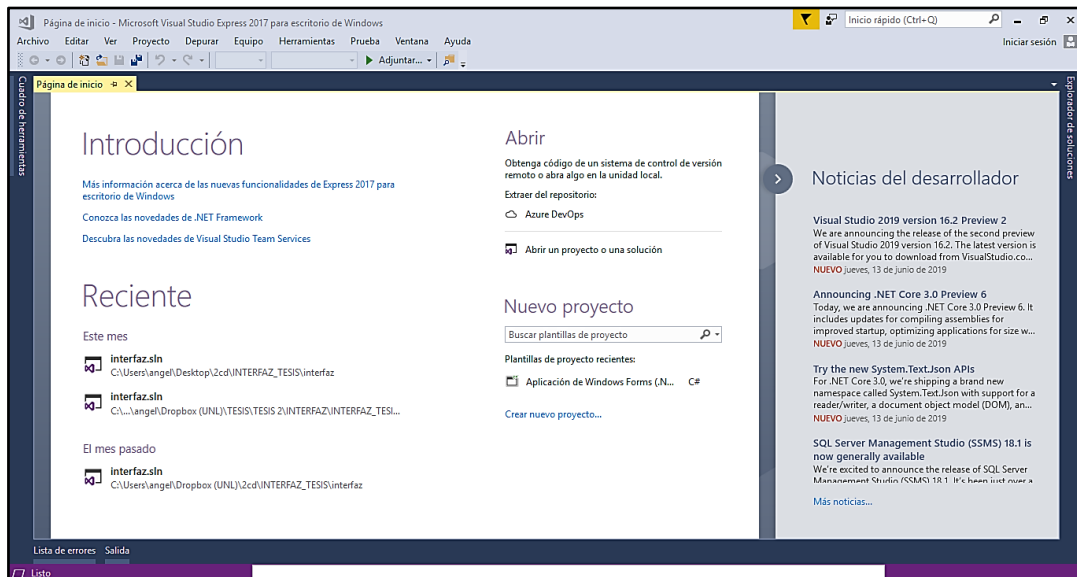 Página de inicio - Microsoft Visual Studio Express 2017 para escritorio de Windows
Inicio rápido (Ctrl+Q)
Archivo Editar Ver Proyecto Depurar Equipo Herramientas Prueba Ventana Ayuda
Iniciar sesión
Adjuntar...
Cuadro de herramientas
Página de inicio
Explorador de soluciones
Introducción
Más información acerca de las nuevas funcionalidades de Express 2017 para
escritorio de Windows
Conozca las novedades de .NET Framework
Descubra las novedades de Visual Studio Team Services
Reciente
Este mes
interfaz.sln
C:\Users\angel\Desktop\2cd\INTERFAZ_TESIS\interfaz
interfaz.sln
C:\...\angel\Dropbox (UNL)\TESIS\TESIS 2\INTERFAZ\INTERFAZ_TESI...
El mes pasado
interfaz.sln
C:\Users\angel\Dropbox (UNL)\2cd\INTERFAZ_TESIS\interfaz
Abrir
Obtenga código de un sistema de control de versión
remoto o abra algo en la unidad local.
Extraer del repositorio:
Azure DevOps
Abrir un proyecto o una solución
Nuevo proyecto
Buscar plantillas de proyecto
Plantillas de proyecto recientes:
Aplicación de Windows Forms (.N... C#
Crear nuevo proyecto...
Noticias del desarrollador
Visual Studio 2019 version 16.2 Preview 2
We are announcing the release of the second preview
of Visual Studio 2019 version 16.2. The latest version is
available for you to download from VisualStudio.co...
NUEVO jueves, 13 de junio de 2019
Announcing .NET Core 3.0 Preview 6
Today, we are announcing .NET Core 3.0 Preview 6. It
includes updates for compiling assemblies for
improved startup, optimizing applications for size w...
NUEVO jueves, 13 de junio de 2019
Try the new System.Text.Json APIs
For .NET Core 3.0, we're shipping a brand new
namespace called System.Text.Json with support for a
reader/writer, a document object model (DOM), an...
NUEVO jueves, 13 de junio de 2019
SQL Server Management Studio (SSMS) 18.1 is
now generally available
We're excited to announce the release of SQL Server
Management Studio (SSMS) 18.1. It's been just over a
Más noticias...
Lista de errores Salida
Listo